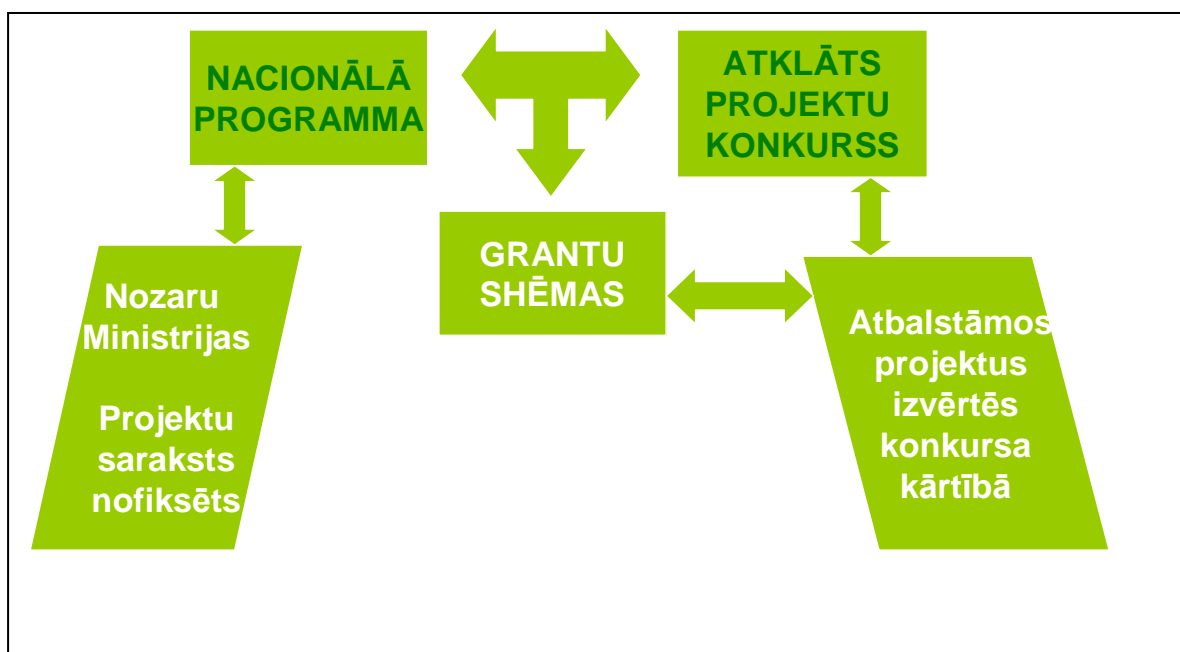 NACIONĀLĀ
PROGRAMMA
ATKLĀTS
PROJEKTU
KONKURSS
GRANTU
SHĒMAS
Nozaru
Ministrijas
Projektu
saraksts
nofiksēts
Atbalstāmos
projektus
izvērtēs
konkursa
kārtībā